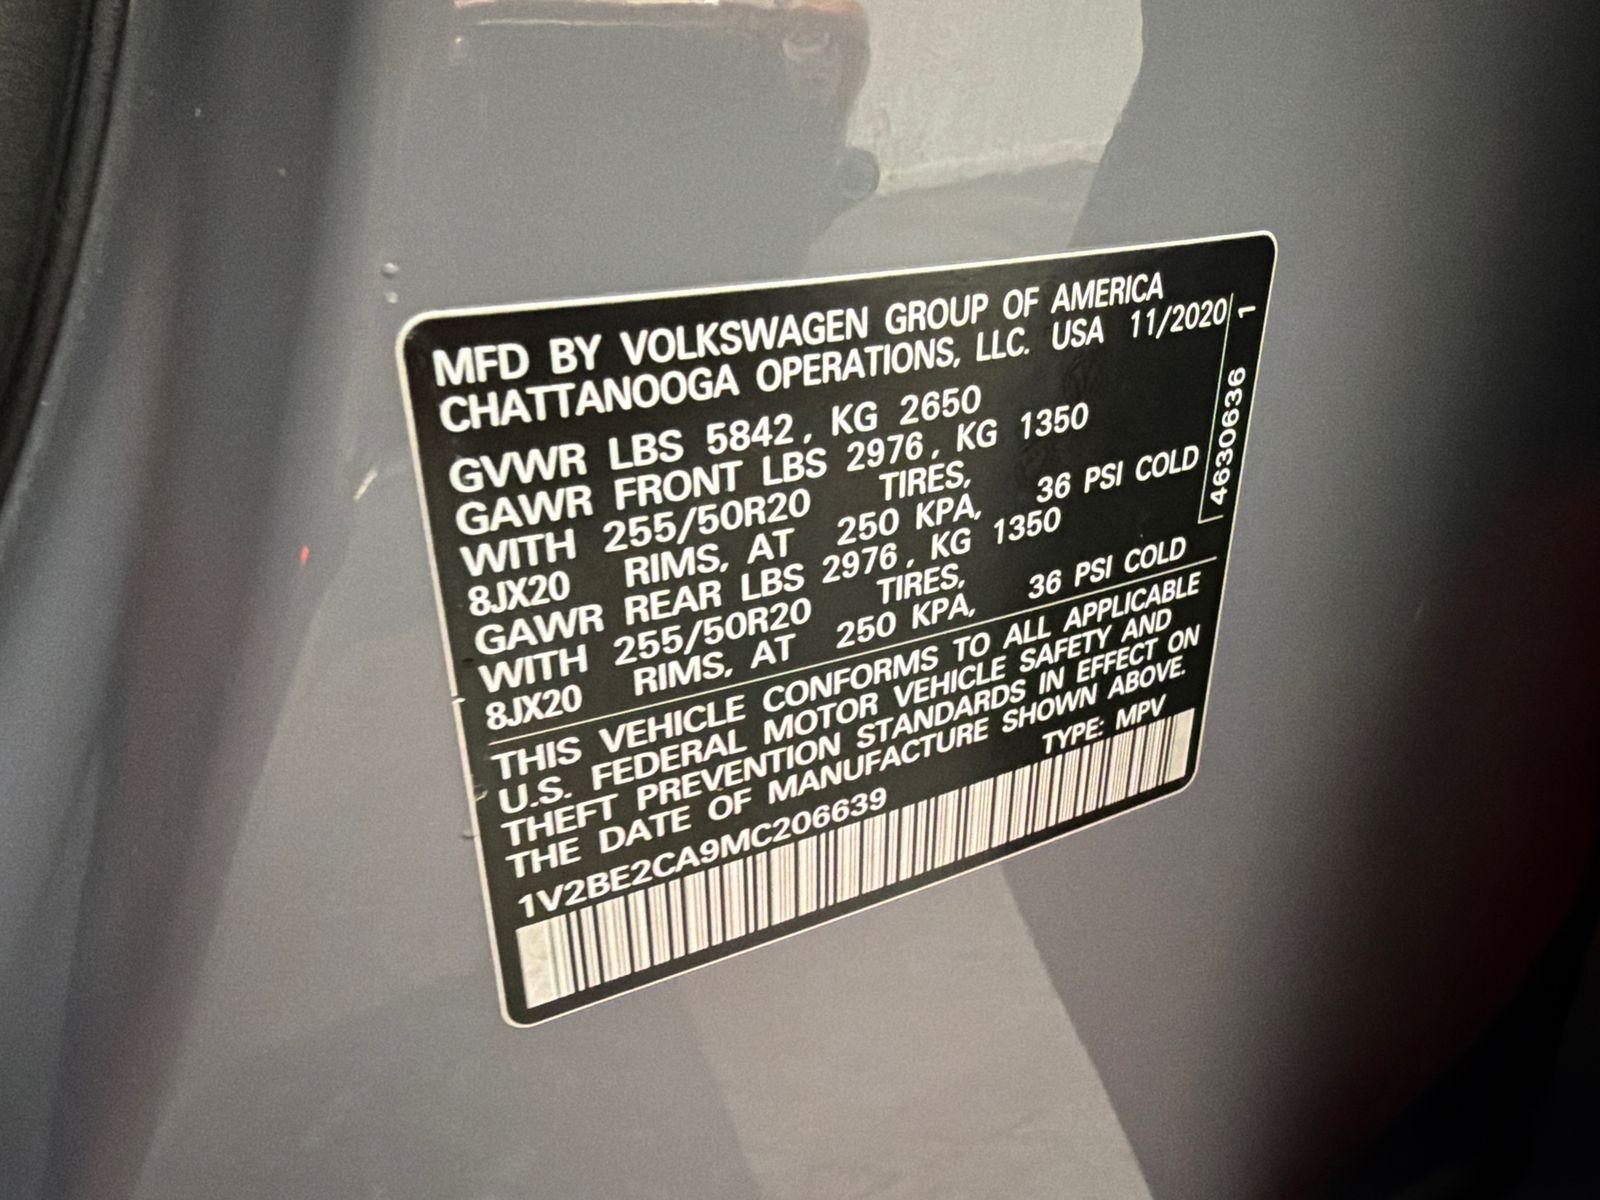 MFD BY VOLKSWAGEN GROUP OF AMERICA
CHATTANOOGA OPERATIONS, LLC. USA 11/2020
GVWR LBS 5842, KG 2650
GAWR FRONT LBS 2976, KG 1350
WITH 255/50R20 TIRES,
8JX20 RIMS, AT 250 KPA, 36 PSI COLD
GAWR REAR LBS 2976, KG 1350
WITH 255/50R20 TIRES,
8JX20 RIMS, AT 250 KPA, 36 PSI COLD
THIS VEHICLE CONFORMS TO ALL APPLICABLE
U.S. FEDERAL MOTOR VEHICLE SAFETY AND
THEFT PREVENTION STANDARDS IN EFFECT ON
THE DATE OF MANUFACTURE SHOWN ABOVE.
1V2BE2CA9MC206639 TYPE: MPV
4630636 1